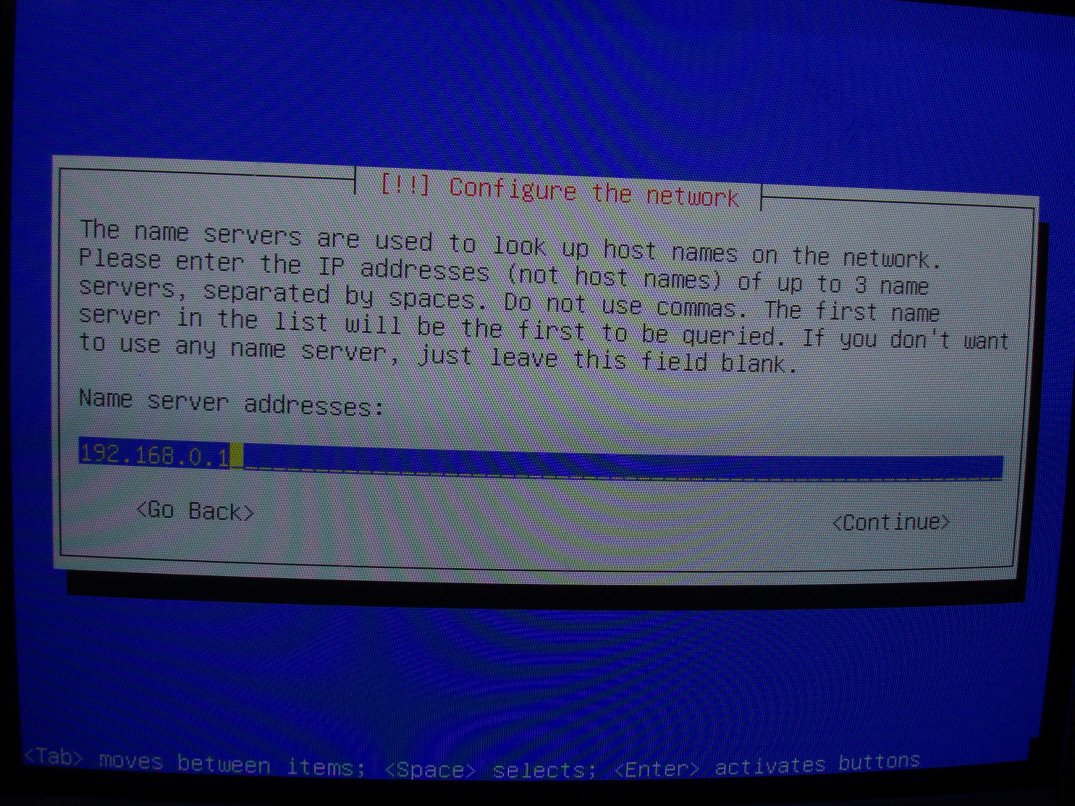 [!!] Configure the network
The name servers are used to look up host names on the network.
Please enter the IP addresses (not host names) of up to 3 name
servers, separated by spaces. Do not use commas. The first name
server in the list will be the first to be queried. If you don't want
to use any name server, just leave this field blank.
Name server addresses:
192.168.0.1
<Go Back> <Continue>
<Tab> moves between items; <Space> selects; <Enter> activates buttons